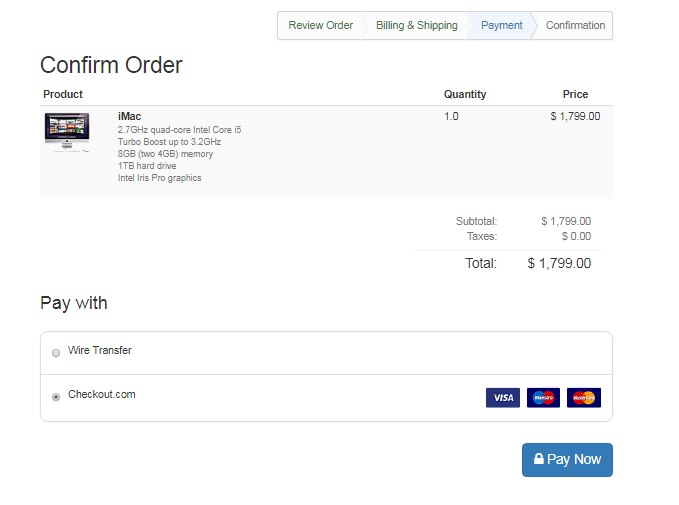 Review Order Billing & Shipping Payment Confirmation
Confirm Order
Product Quantity Price
iMac 1.0 $ 1,799.00
2.7GHz quad-core Intel Core i5
Turbo Boost up to 3.2GHz
8GB (two 4GB) memory
1TB hard drive
Intel Iris Pro graphics
Subtotal: $ 1,799.00
Taxes: $ 0.00
Total: $ 1,799.00
Pay with
Wire Transfer
Checkout.com VISA Maestro MasterCard
Pay Now